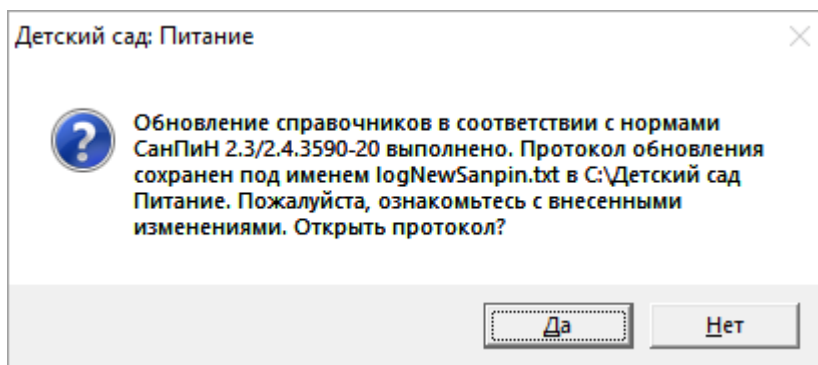 Детский сад: Питание
Обновление справочников в соответствии с нормами
СанПиН 2.3/2.4.3590-20 выполнено. Протокол обновления
сохранен под именем logNewSanpin.txt в C:\Детский сад
Питание. Пожалуйста, ознакомьтесь с внесенными
изменениями. Открыть протокол?
Да
Нет